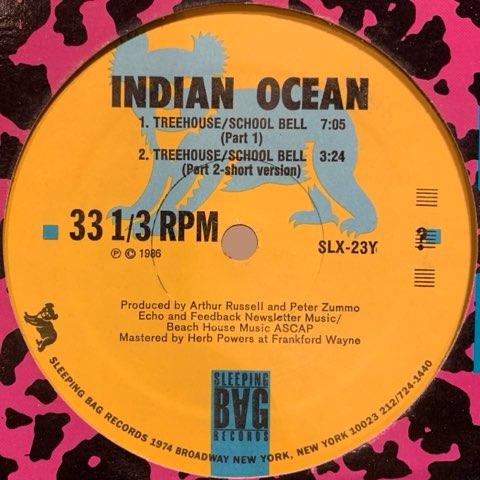 INDIAN OCEAN
1. TREEHOUSE/SCHOOL BELL 7:05
(Part 1)
2. TREEHOUSE/SCHOOL BELL 3:24
(Part 2-short version)
33 1/3 RPM
℗ © 1986
SLX-23Y
Produced by Arthur Russell and Peter Zummo
Echo and Feedback Newsletter Music/
Beach House Music ASCAP
Mastered by Herb Powers at Frankford Wayne
SLEEPING
BAG
RECORDS
SLEEPING BAG RECORDS 1974 BROADWAY NEW YORK, NEW YORK 10023 212/724-1440